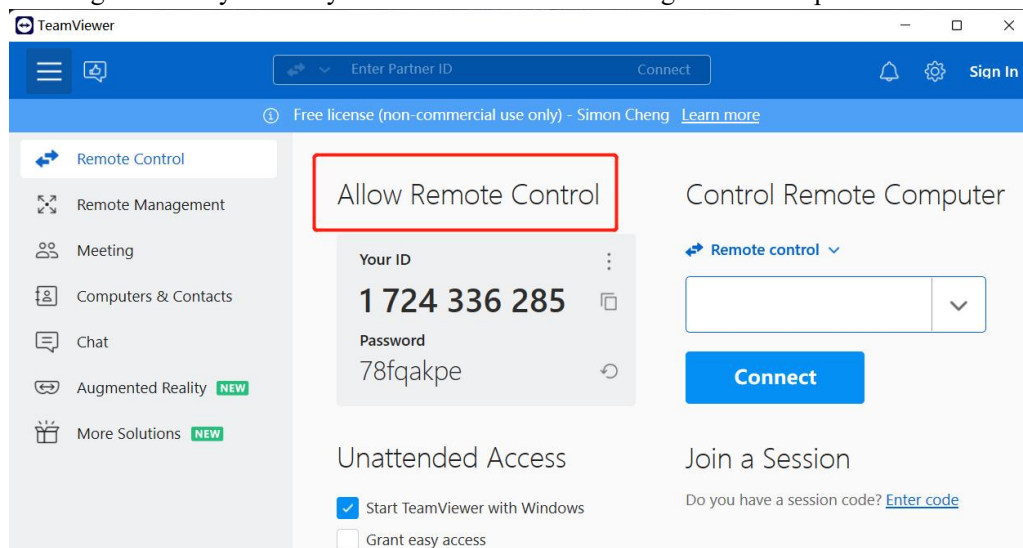 TeamViewer
Enter Partner ID Connect
Sign In
Free license (non-commercial use only) - Simon Cheng Learn more
Remote Control
Remote Management
Meeting
Computers & Contacts
Chat
Augmented Reality NEW
More Solutions NEW
Allow Remote Control
Your ID
1 724 336 285
Password
78fqakpe
Unattended Access
Start TeamViewer with Windows
Grant easy access
Control Remote Computer
Remote control
Connect
Join a Session
Do you have a session code? Enter code